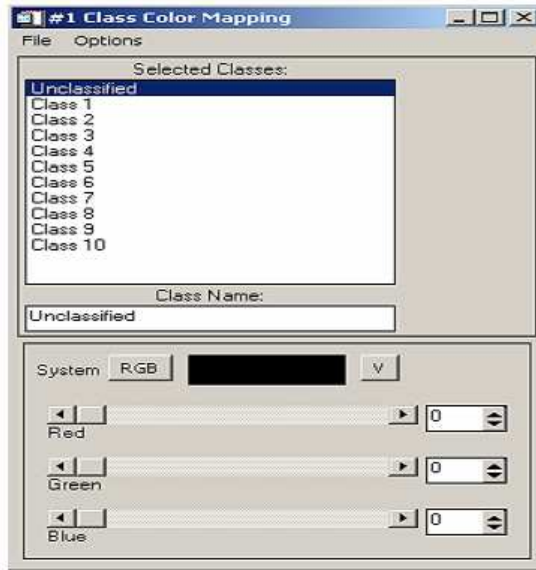 #1 Class Color Mapping
File Options
Selected Classes:
Unclassified
Class 1
Class 2
Class 3
Class 4
Class 5
Class 6
Class 7
Class 8
Class 9
Class 10
Class Name:
Unclassified
System RGB V
0
Red
0
Green
0
Blue